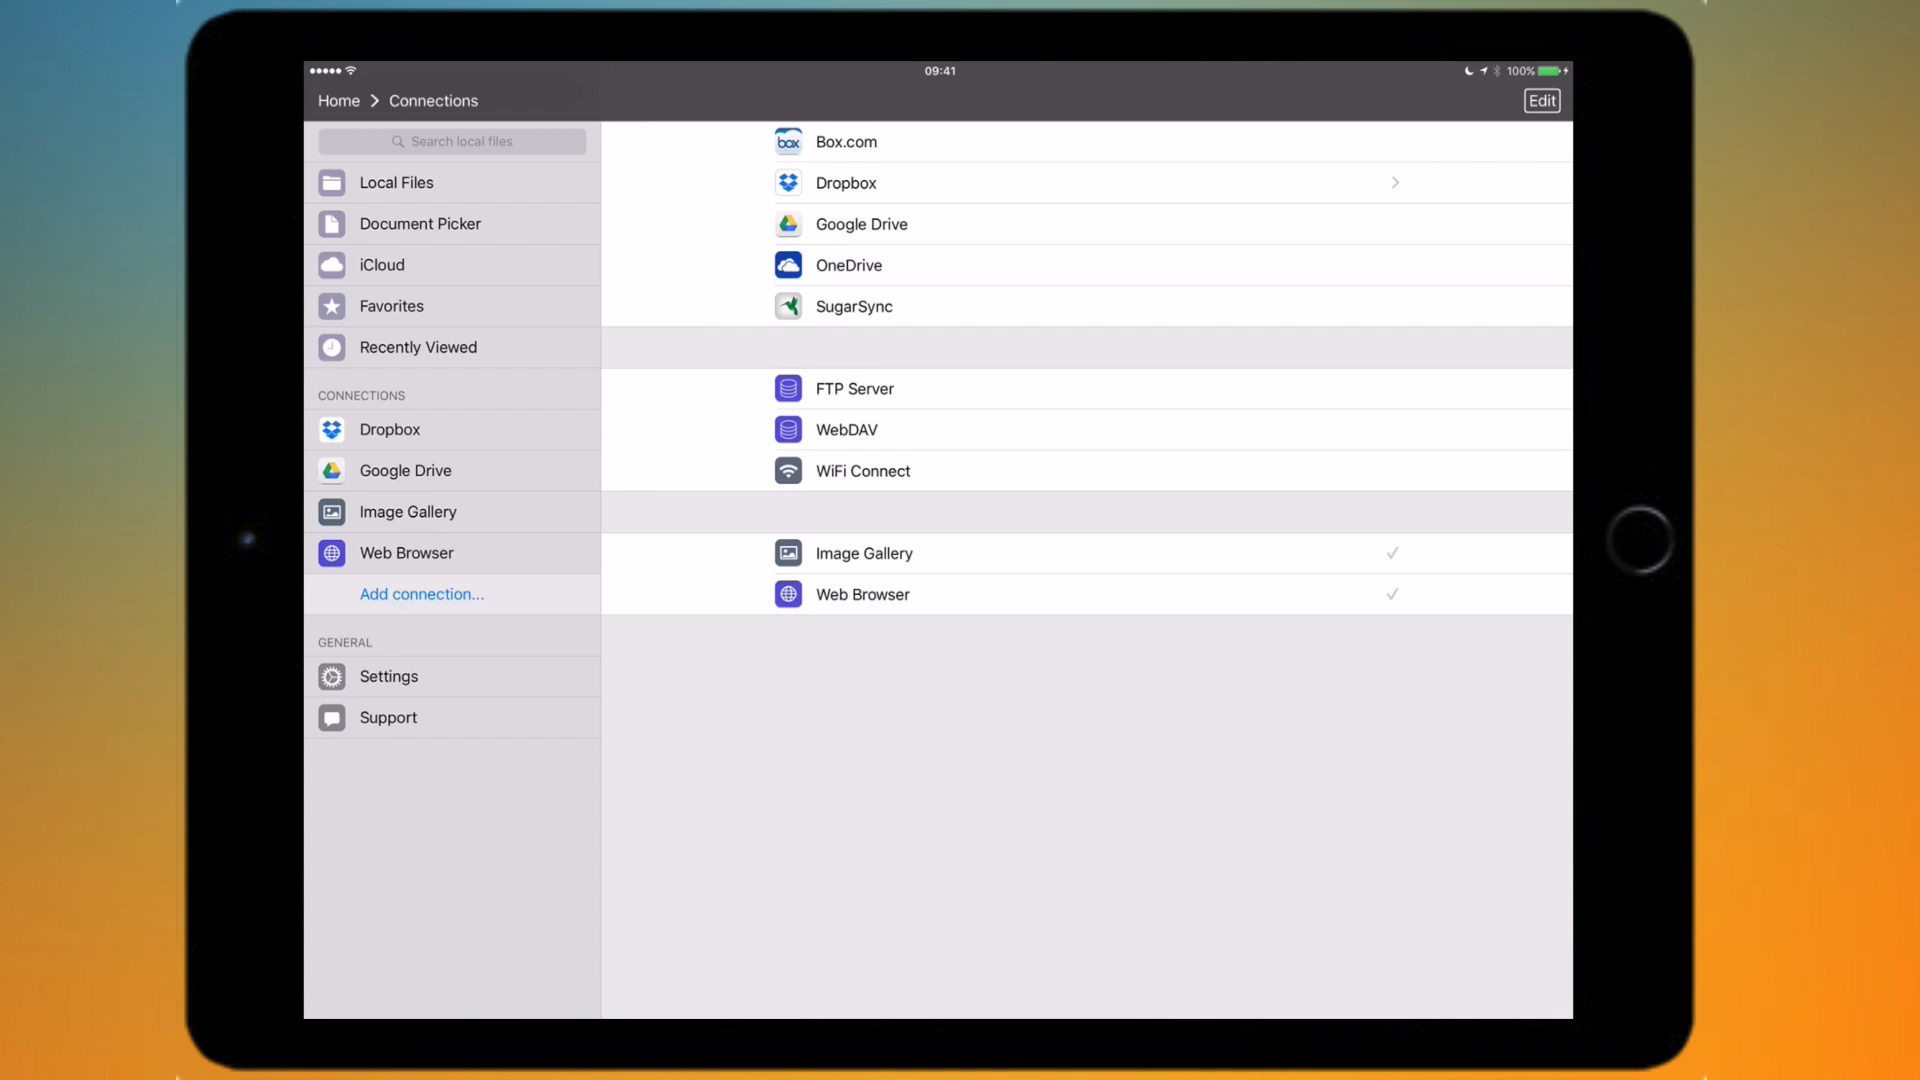 09:41
100%
Home > Connections
Edit
Search local files
Local Files
Document Picker
iCloud
Favorites
Recently Viewed
CONNECTIONS
Dropbox
Google Drive
Image Gallery
Web Browser
Add connection...
GENERAL
Settings
Support
box
Box.com
Dropbox
Google Drive
OneDrive
SugarSync
FTP Server
WebDAV
WiFi Connect
Image Gallery
Web Browser